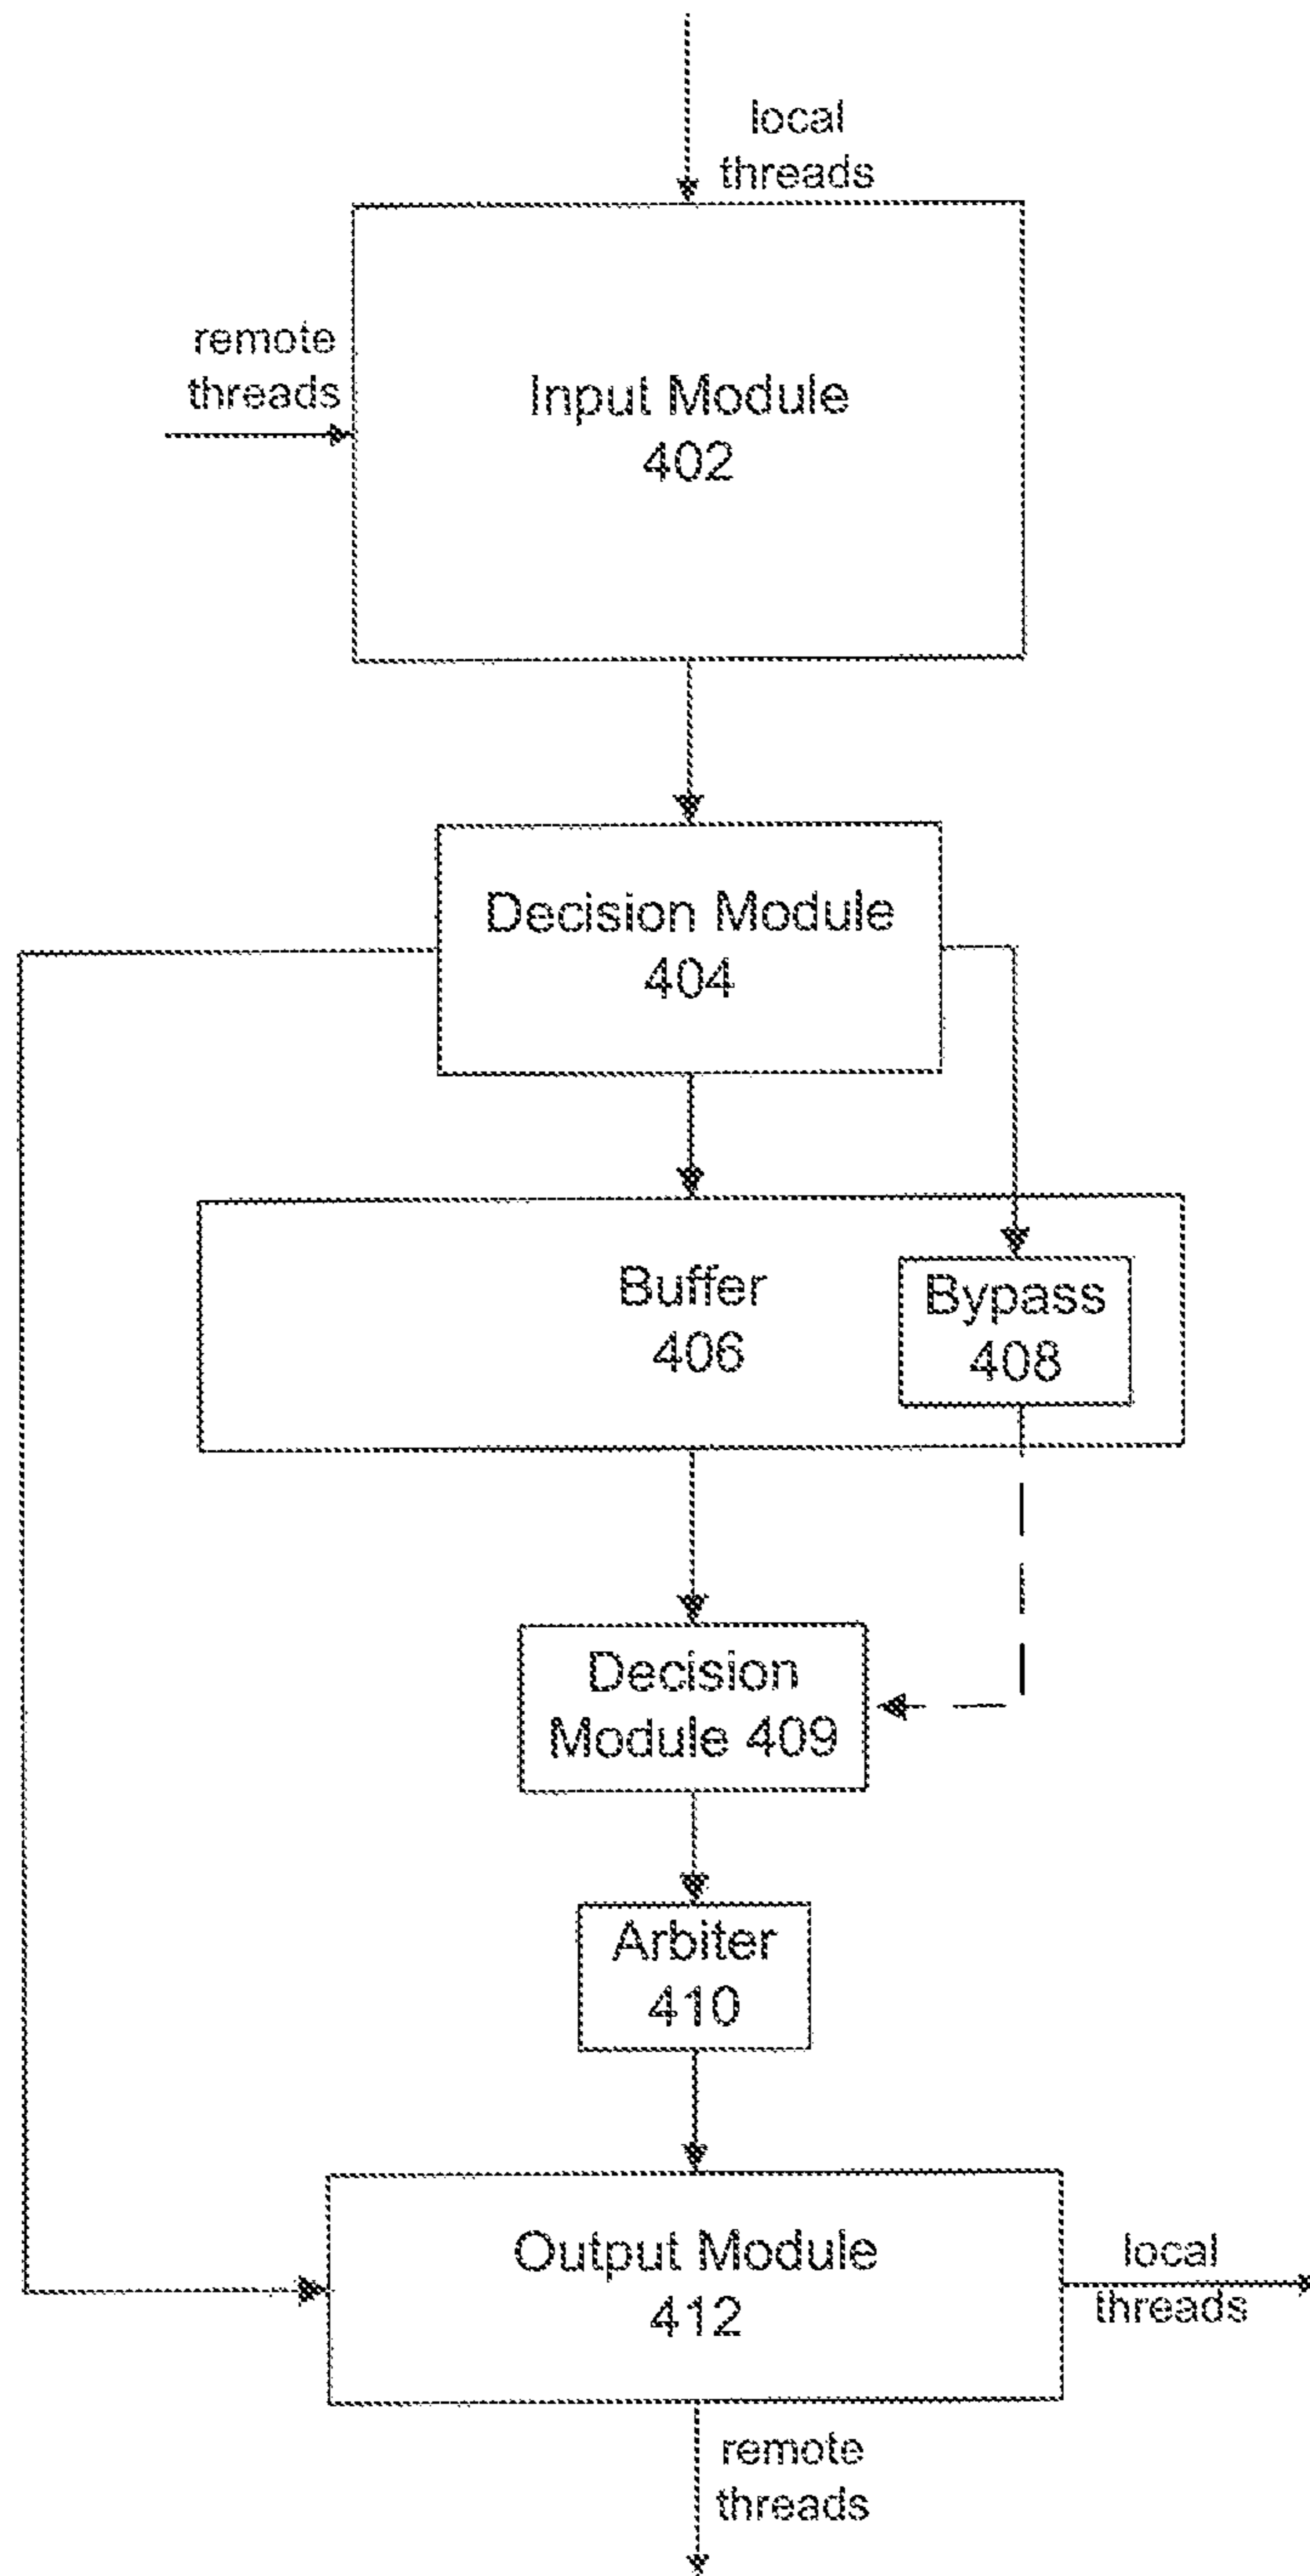 local
threads
remote
threads
Input Module
402
Decision Module
404
Buffer
406
Bypass
408
Decision
Module 409
Arbiter
410
Output Module
412
local
threads
remote
threads